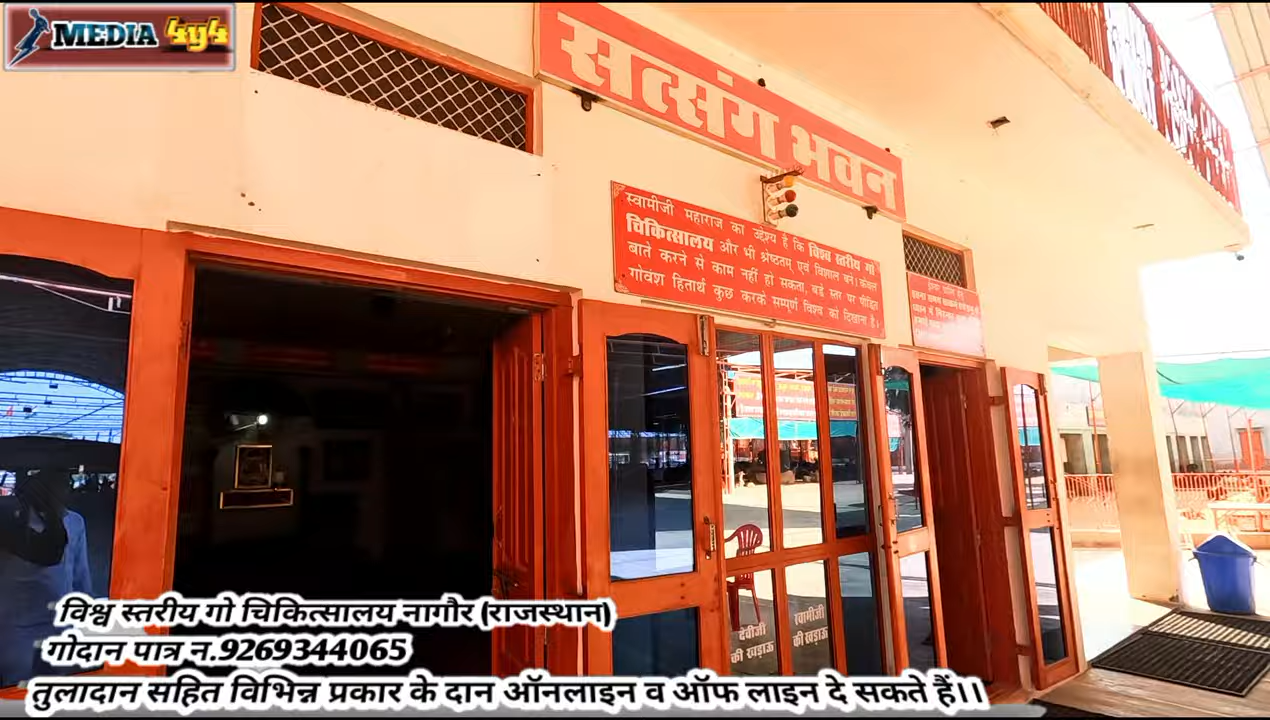 MEDIA 4y4
सत्संग भवन
स्वामीजी महाराज का उद्देश्य है कि विश्व स्तरीय गो
चिकित्सालय और भी श्रेष्ठतम् एवं विशाल बने। केवल
बाते करने से काम नहीं हो सकता, बड़े स्तर पर पीड़ित
गोवंश हितार्थ कुछ करके सम्पूर्ण विश्व को दिखाना है।
देवीजी
की खड़ाऊ
स्वामीजी
की खड़ाऊ
विश्व स्तरीय गो चिकित्सालय नागौर (राजस्थान)
गोदान पात्र न.9269344065
तुलादान सहित विभिन्न प्रकार के दान ऑनलाइन व ऑफ लाइन दे सकते हैं।।